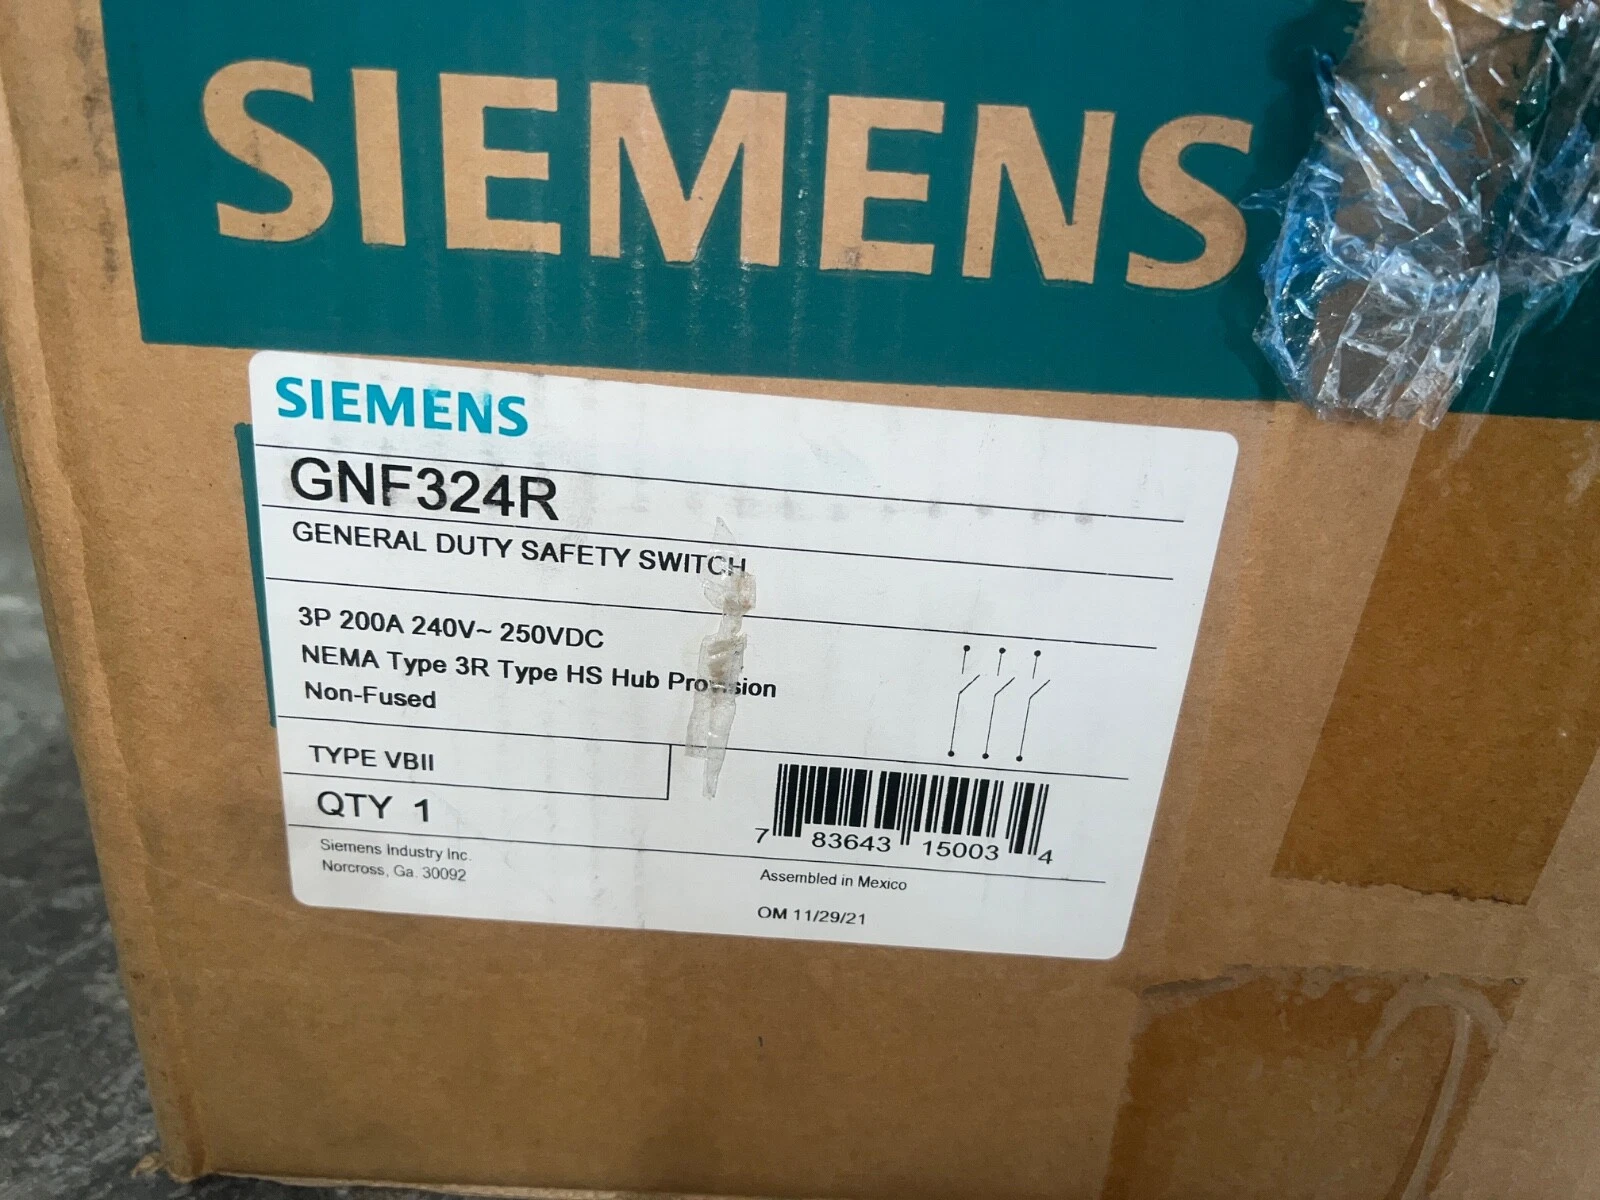 SIEMENS
SIEMENS
GNF324R
GENERAL DUTY SAFETY SWITCH
3P 200A 240V~ 250VDC
NEMA Type 3R Type HS Hub Provision
Non-Fused
TYPE VBII
QTY 1
7 83643 15003 4
Siemens Industry Inc.
Norcross, Ga. 30092
Assembled in Mexico
OM 11/29/21